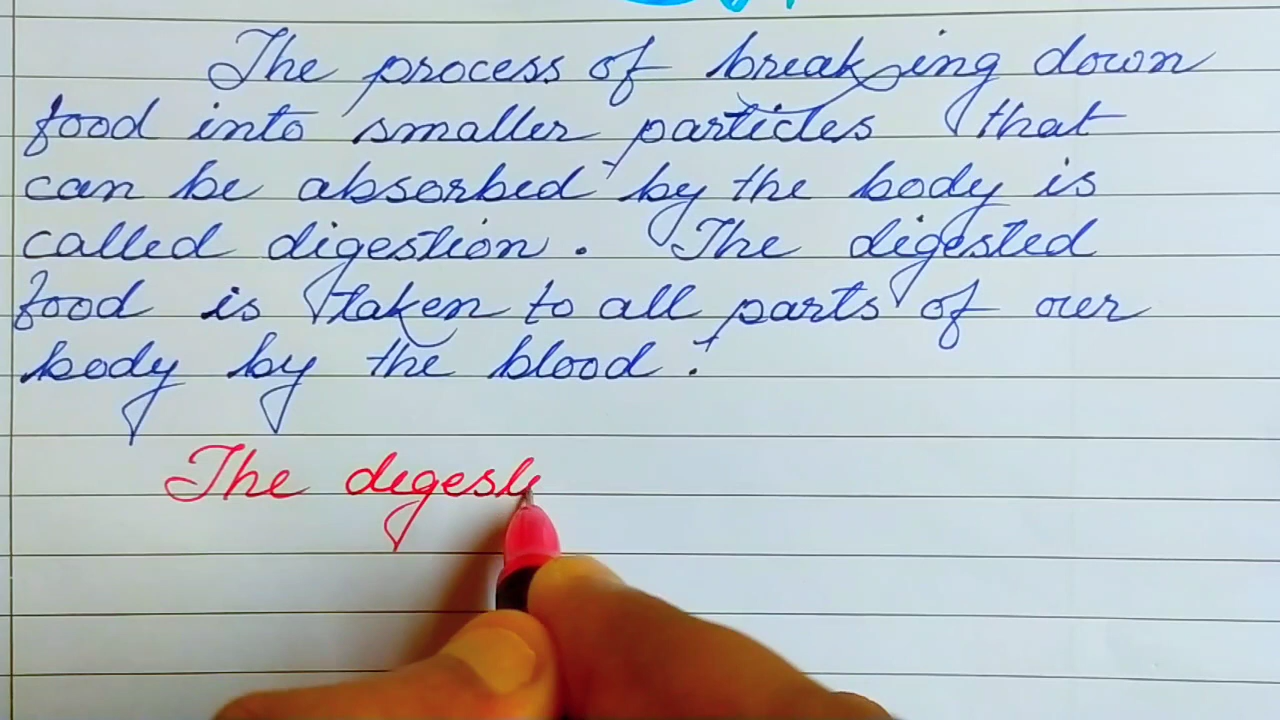 The process of breaking down
food into smaller particles that
can be absorbed by the body is
called digestion. The digested
food is taken to all parts of our
body by the blood.
The